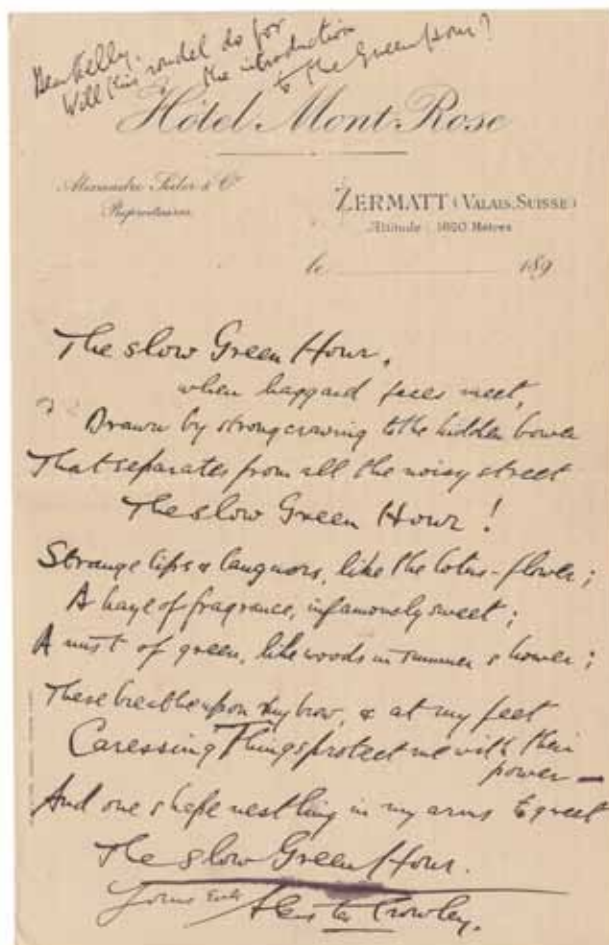 Dear Kelly.
Will this rondel do for
the introduction
to the Green Hour?
Hôtel Mont-Rose
Alexandre Seiler & Cie
Propriétaires
ZERMATT (VALAIS, SUISSE)
Altitude : 1620 Mètres
le 189
The slow Green Hour,
when haggard faces meet,
Drawn by strong craving to the hidden bower
That separates from all the noisy street
The slow Green Hour!
Strange lips & languors, like the lotus-flower;
A haze of fragrance, infamously sweet;
A mist of green, like woods in summer shower;
These breathe upon my brow, & at my feet
Caressing Things protect me with their
power —
And one shape nestling in my arms to greet
The slow Green Hour.
Yours Aleister Crowley.